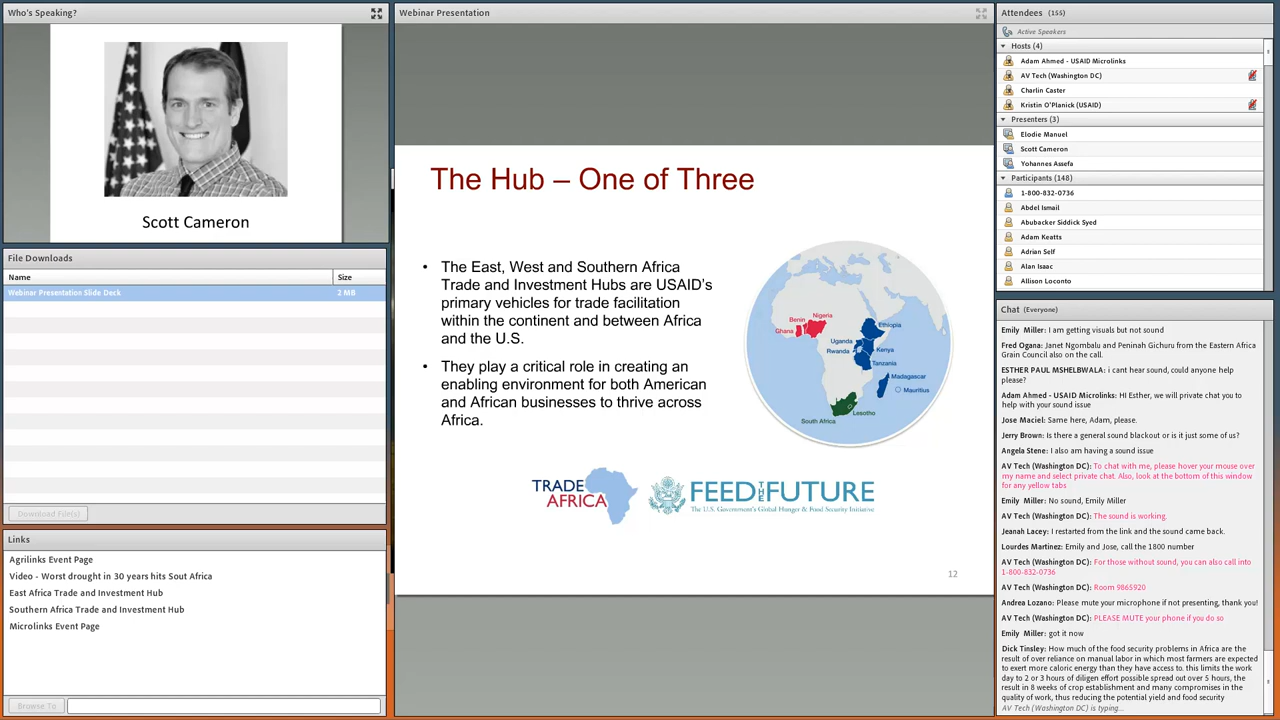 Who's Speaking?
Scott Cameron
File Downloads
Name Size
Webinar Presentation Slide Deck 2 MB
Download File(s)
Links
Agrilinks Event Page
Video - Worst drought in 30 years hits Sout Africa
East Africa Trade and Investment Hub
Southern Africa Trade and Investment Hub
Microlinks Event Page
Browse To
Webinar Presentation
The Hub – One of Three
• The East, West and Southern Africa
Trade and Investment Hubs are USAID's
primary vehicles for trade facilitation
within the continent and between Africa
and the U.S.
• They play a critical role in creating an
enabling environment for both American
and African businesses to thrive across
Africa.
Benin
Nigeria
Ghana
Ethiopia
Uganda
Kenya
Rwanda
Tanzania
Madagascar
Mauritius
Lesotho
South Africa
TRADE
AFRICA
FEED THE FUTURE
The U.S. Government's Global Hunger & Food Security Initiative
12
Attendees (155)
Active Speakers
Hosts (4)
Adam Ahmed - USAID Microlinks
AV Tech (Washington DC)
Charlin Caster
Kristin O'Planick (USAID)
Presenters (3)
Elodie Manuel
Scott Cameron
Yohannes Assefa
Participants (148)
1-800-832-0736
Abdel Ismail
Abubacker Siddick Syed
Adam Keatts
Adrian Self
Alan Isaac
Allison Loconto
Chat (Everyone)
Emily Miller: I am getting visuals but not sound
Fred Ogana: Janet Ngombalu and Peninah Gichuru from the Eastern Africa
Grain Council also on the call.
ESTHER PAUL MSHELBWALA: i cant hear sound, could anyone help
please?
Adam Ahmed - USAID Microlinks: HI Esther, we will private chat you to
help with your sound issue
Jose Maciel: Same here, Adam, please.
Jerry Brown: Is there a general sound blackout or is it just some of us?
Angela Stene: I also am having a sound issue
AV Tech (Washington DC): To chat with me, please hover your mouse over
my name and select private chat. Also, look at the bottom of this window
for any yellow tabs
Emily Miller: No sound, Emily Miller
AV Tech (Washington DC): The sound is working.
Jeanah Lacey: I restarted from the link and the sound came back.
Lourdes Martinez: Emily and Jose, call the 1800 number
AV Tech (Washington DC): For those without sound, you can also call into
1-800-832-0736
AV Tech (Washington DC): Room 9865920
Andrea Lozano: Please mute your microphone if not presenting, thank you!
AV Tech (Washington DC): PLEASE MUTE your phone if you do so
Emily Miller: got it now
Dick Tinsley: How much of the food security problems in Africa are the
result of over reliance on manual labor in which most farmers are expected
to exert more caloric energy than they have access to. this limits the work
day to 2 or 3 hours of diligen effort possible spread out over 5 hours, the
result in 8 weeks of crop establishment and many compromises in the
quality of work, thus reducing the potential yield and food security
AV Tech (Washington DC) is typing...